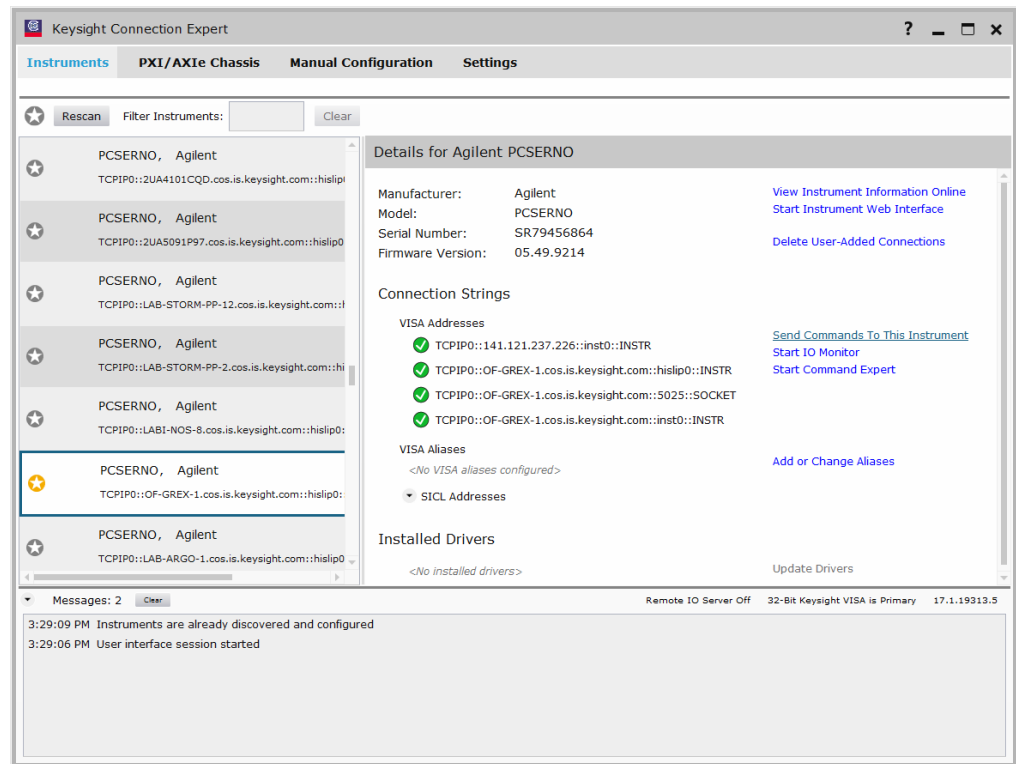 Keysight Connection Expert
?
Instruments PXI/AXIe Chassis Manual Configuration Settings
Rescan Filter Instruments: Clear
PCSERNO, Agilent
TCPIP0::2UA4101CQD.cos.is.keysight.com::hislip
PCSERNO, Agilent
TCPIP0::2UA5091P97.cos.is.keysight.com::hislip0
PCSERNO, Agilent
TCPIP0::LAB-STORM-PP-12.cos.is.keysight.com::h
PCSERNO, Agilent
TCPIP0::LAB-STORM-PP-2.cos.is.keysight.com::hi
PCSERNO, Agilent
TCPIP0::LABI-NOS-8.cos.is.keysight.com::hislip0:
PCSERNO, Agilent
TCPIP0::OF-GREX-1.cos.is.keysight.com::hislip0::
PCSERNO, Agilent
TCPIP0::LAB-ARGO-1.cos.is.keysight.com::hislip0
Details for Agilent PCSERNO
Manufacturer: Agilent
Model: PCSERNO
Serial Number: SR79456864
Firmware Version: 05.49.9214
View Instrument Information Online
Start Instrument Web Interface
Delete User-Added Connections
Connection Strings
VISA Addresses
TCPIP0::141.121.237.226::inst0::INSTR
TCPIP0::OF-GREX-1.cos.is.keysight.com::hislip0::INSTR
TCPIP0::OF-GREX-1.cos.is.keysight.com::5025::SOCKET
TCPIP0::OF-GREX-1.cos.is.keysight.com::inst0::INSTR
Send Commands To This Instrument
Start IO Monitor
Start Command Expert
VISA Aliases
<No VISA aliases configured>
Add or Change Aliases
SICL Addresses
Installed Drivers
<No installed drivers>
Update Drivers
Messages: 2 Clear
Remote IO Server Off 32-Bit Keysight VISA is Primary 17.1.19313.5
3:29:09 PM Instruments are already discovered and configured
3:29:06 PM User interface session started